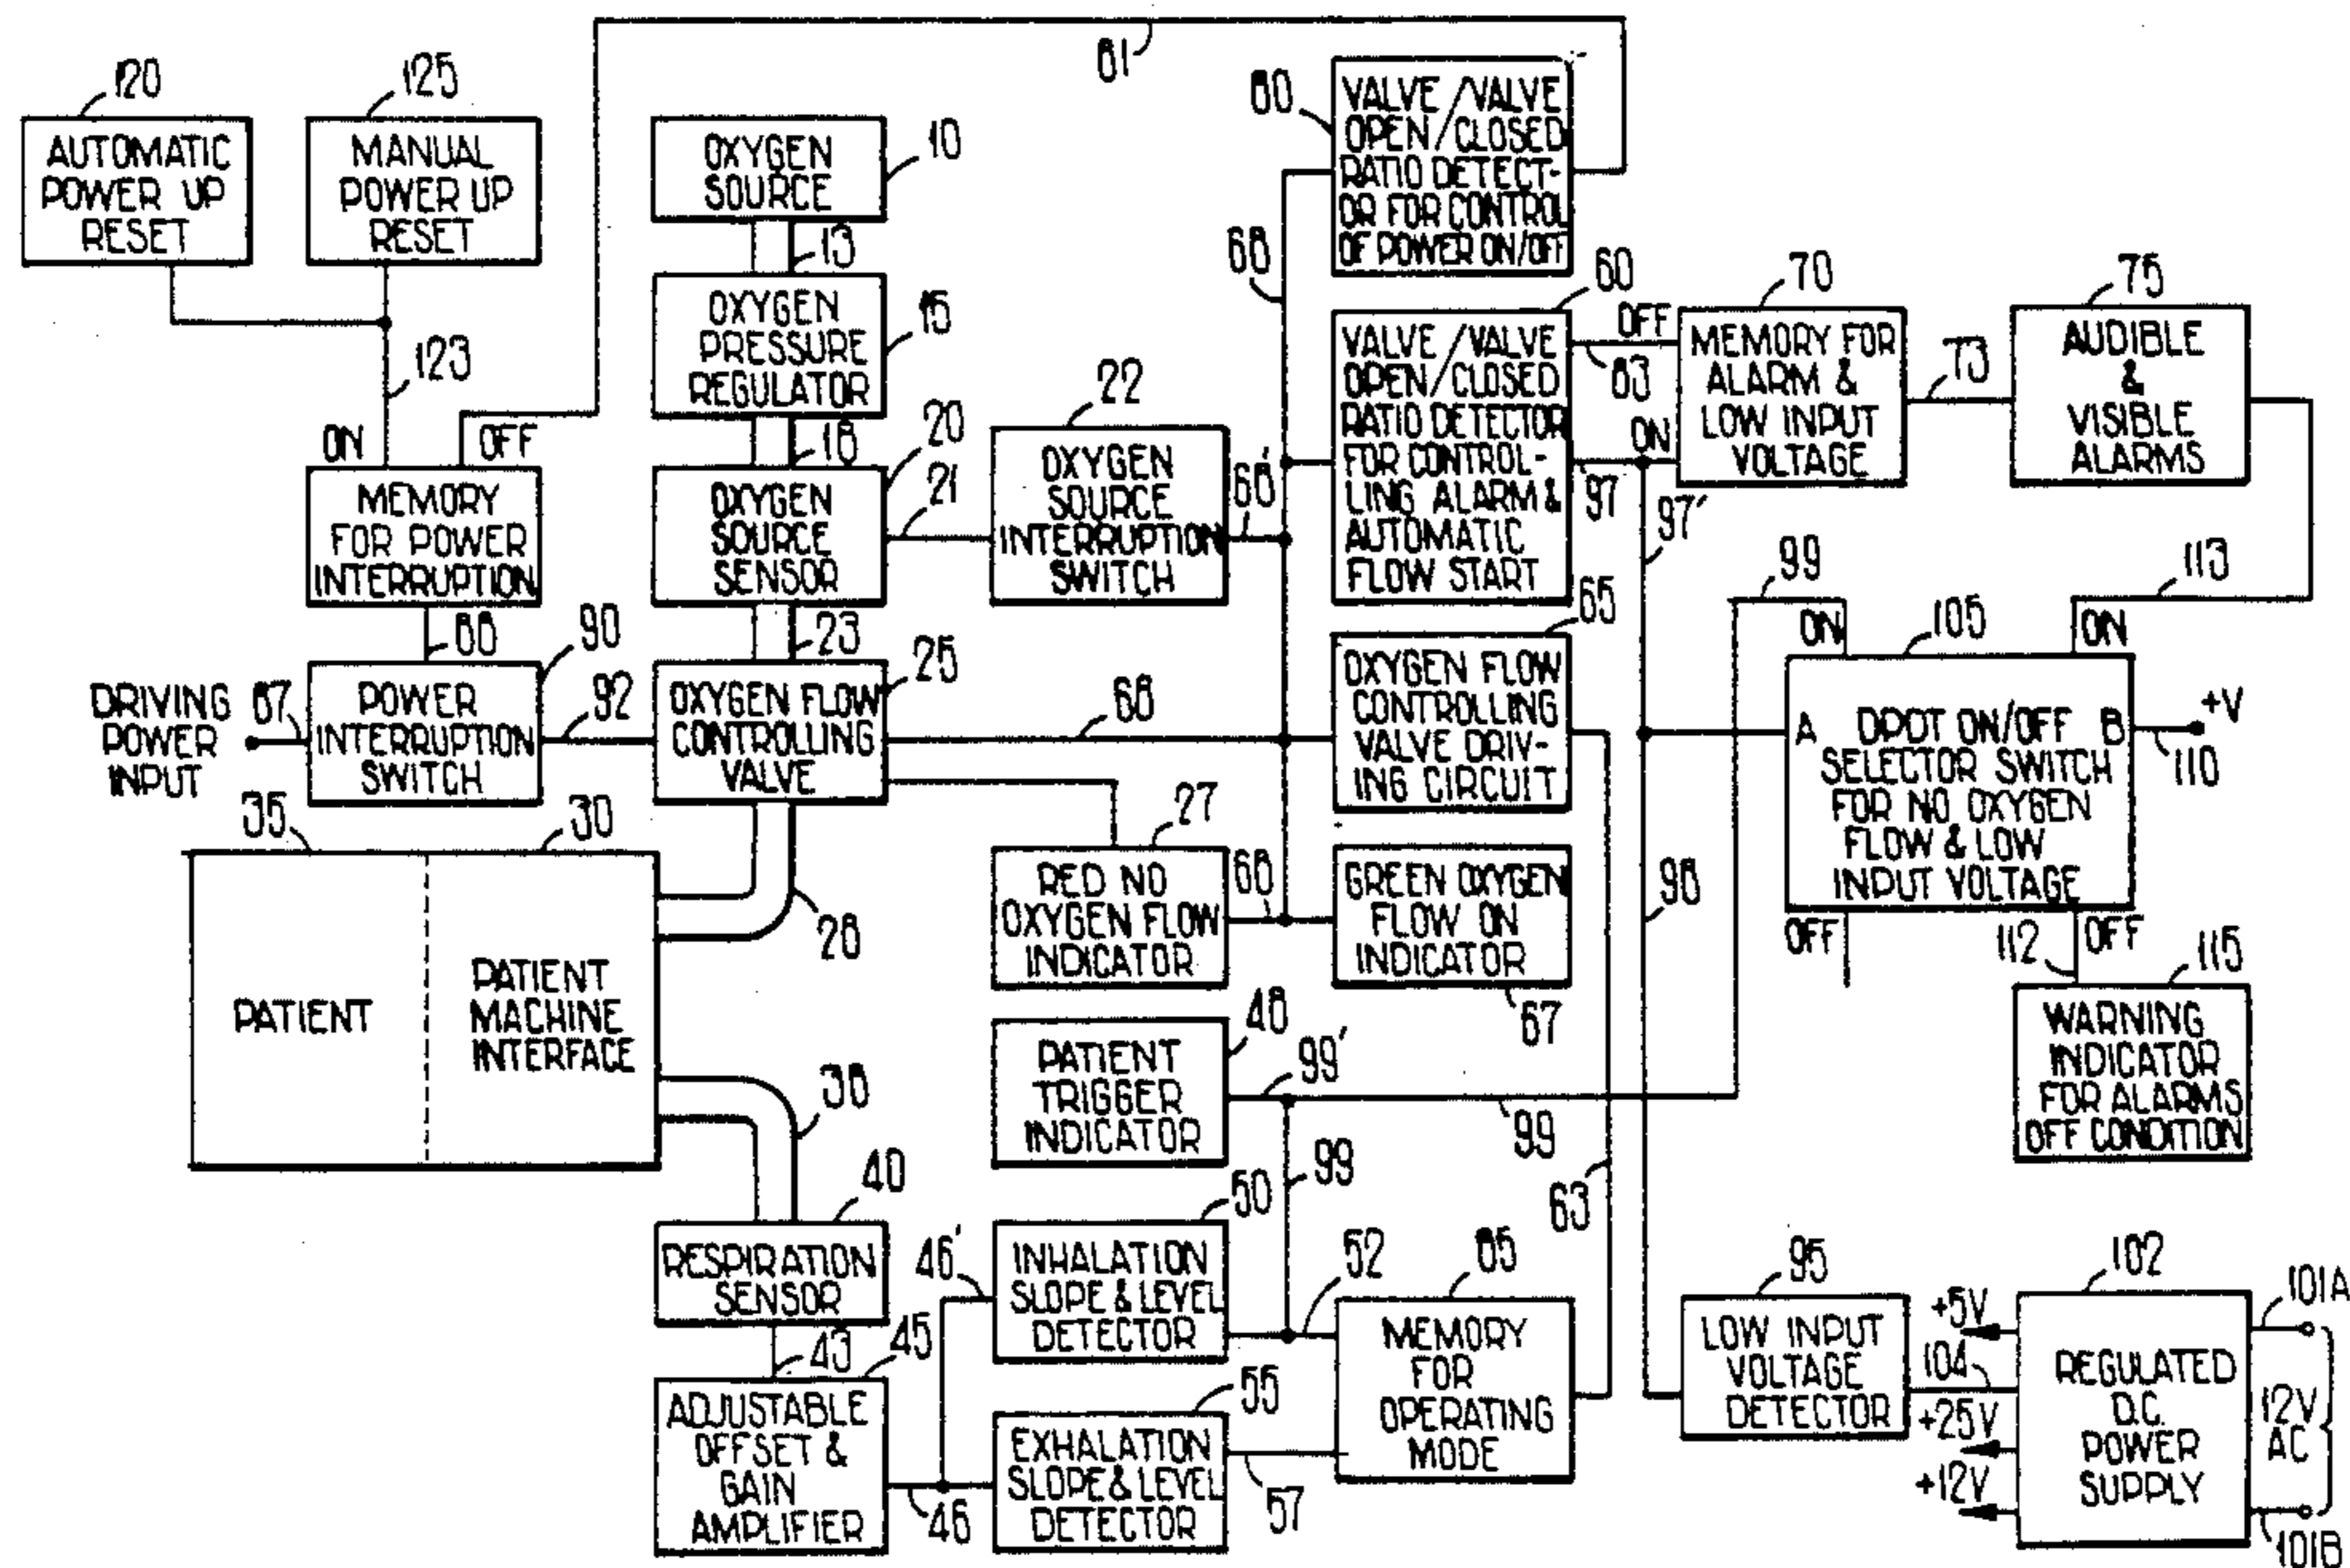 81
120
125
AUTOMATIC
POWER UP
RESET
MANUAL
POWER UP
RESET
OXYGEN
SOURCE
10
13
80
VALVE / VALVE
OPEN / CLOSED
RATIO DETECT-
OR FOR CONTROL
OF POWER ON/OFF
68
OXYGEN
PRESSURE
REGULATOR
15
18
60
VALVE / VALVE
OPEN / CLOSED
RATIO DETECTOR
FOR CONTROL-
LING ALARM &
AUTOMATIC
FLOW START
OFF
83
ON
97
97'
70
MEMORY FOR
ALARM &
LOW INPUT
VOLTAGE
73
75
AUDIBLE
&
VISIBLE
ALARMS
123
ON
OFF
MEMORY
FOR POWER
INTERRUPTION
88
OXYGEN
SOURCE
SENSOR
20
21
23
22
OXYGEN
SOURCE
INTERRUPTION
SWITCH
68'
99
113
DRIVING
POWER
INPUT
87
POWER
INTERRUPTION
SWITCH
90
92
OXYGEN FLOW
CONTROLLING
VALVE
25
68
65
OXYGEN FLOW
CONTROLLING
VALVE DRIV-
ING CIRCUIT
ON
105
ON
A
DPDT ON/OFF
SELECTOR SWITCH
FOR NO OXYGEN
FLOW & LOW
INPUT VOLTAGE
B
+V
110
OFF
112
OFF
115
WARNING
INDICATOR
FOR ALARMS
OFF CONDITION
35
30
PATIENT
PATIENT
MACHINE
INTERFACE
28
38
27
RED NO
OXYGEN FLOW
INDICATOR
68
GREEN OXYGEN
FLOW ON
INDICATOR
67
98
48
PATIENT
TRIGGER
INDICATOR
99'
99
99
63
40
RESPIRATION
SENSOR
43
45
ADJUSTABLE
OFFSET &
GAIN
AMPLIFIER
46
46'
50
INHALATION
SLOPE & LEVEL
DETECTOR
52
55
EXHALATION
SLOPE & LEVEL
DETECTOR
57
85
MEMORY
FOR
OPERATING
MODE
95
LOW INPUT
VOLTAGE
DETECTOR
+5V
104
+25V
+12V
102
REGULATED
D.C.
POWER
SUPPLY
101A
12V
AC
101B